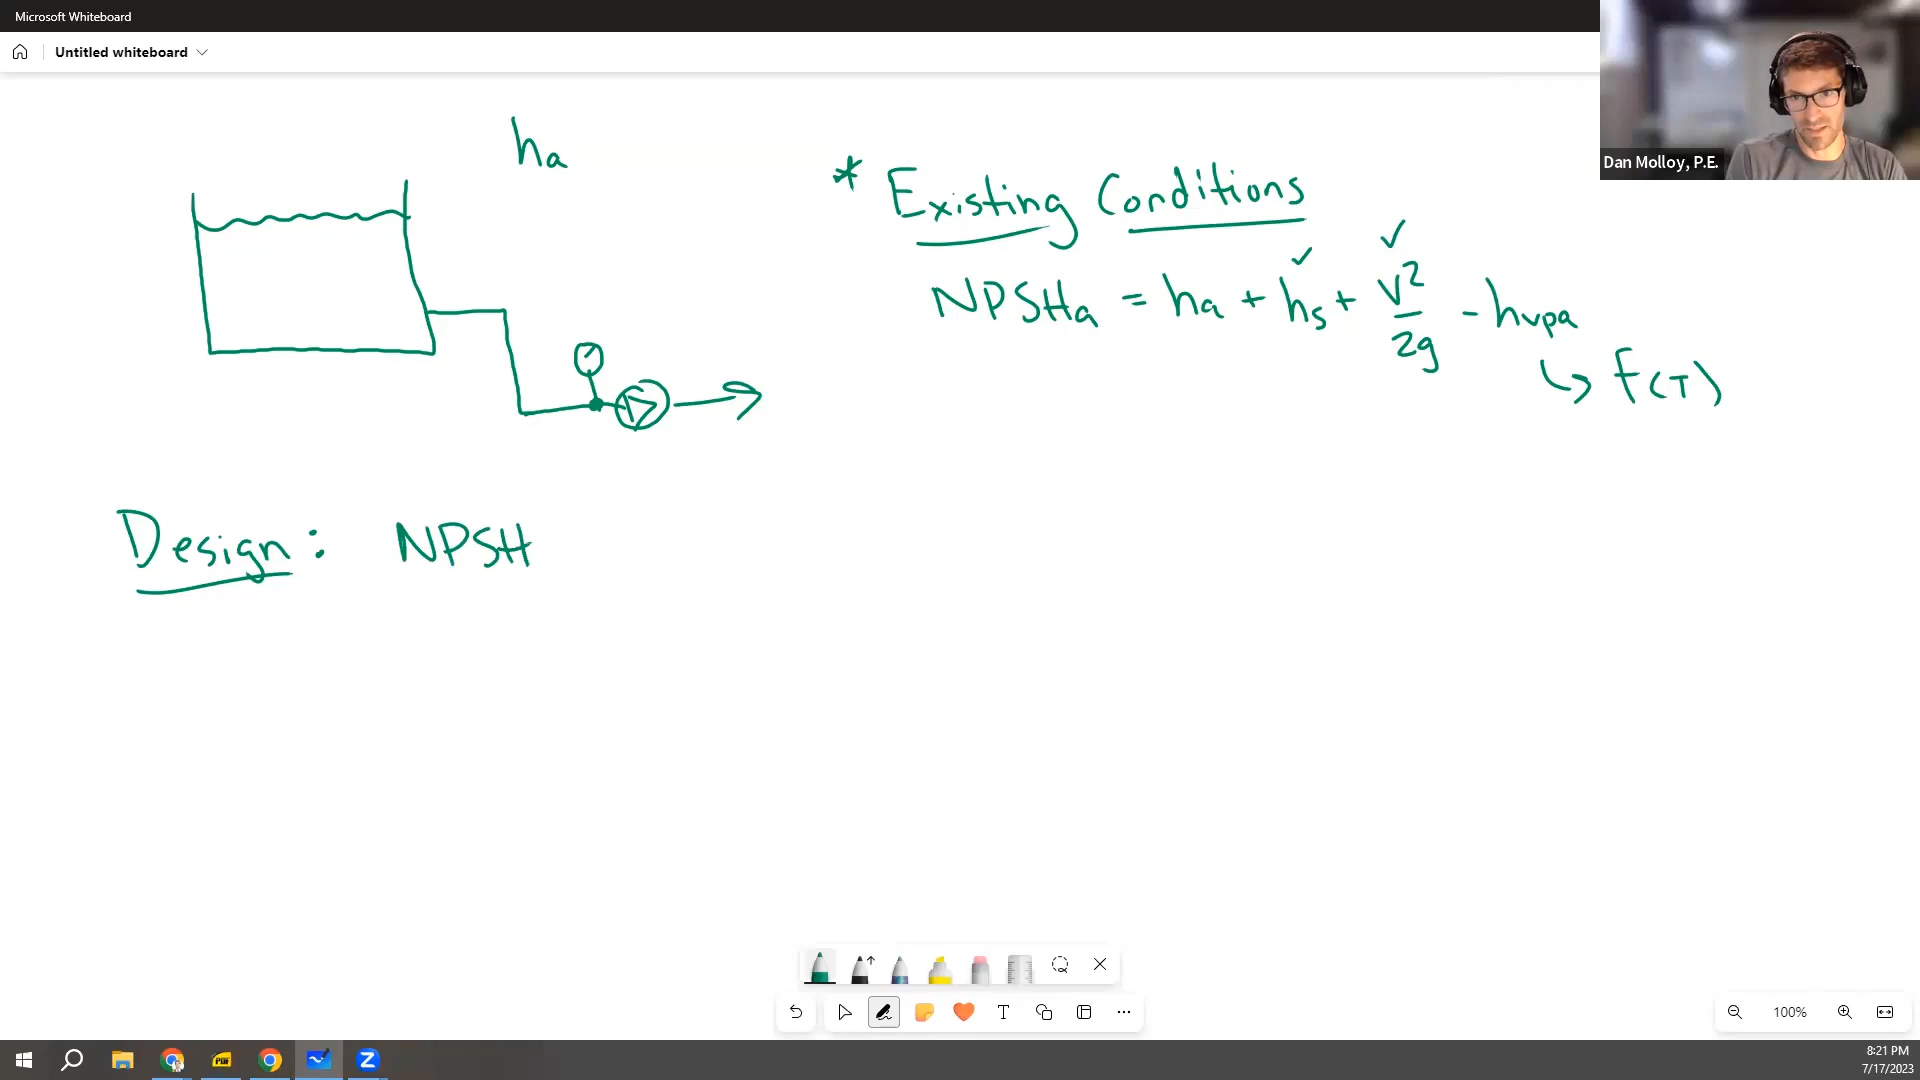 Microsoft Whiteboard
Untitled whiteboard
Dan Molloy, P.E.
ha
* Existing Conditions
NPSHa = ha + hs + v²/2g - hvpa
↳ f(T)
Design: NPSH
T
100%
PDF
8:21 PM
7/17/2023